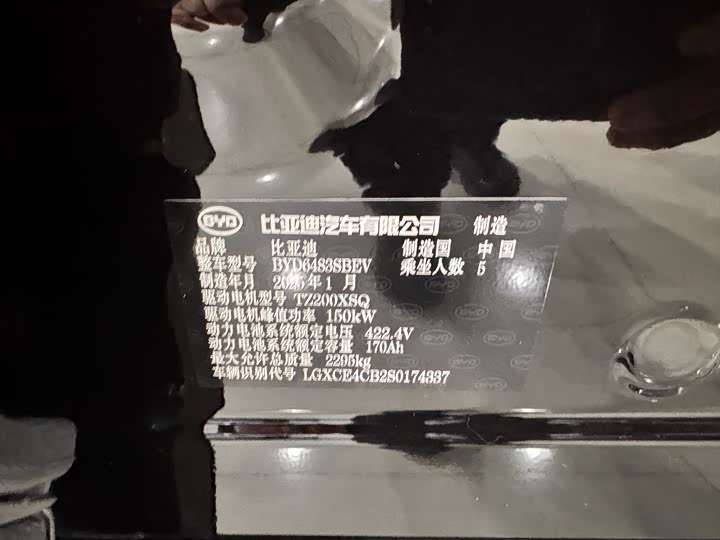 BYD 比亚迪汽车有限公司 制造
品牌 比亚迪 制造国 中国
整车型号 BYD6483SBEV 乘坐人数 5
制造年月 2025年1月
驱动电机型号 TZ200XSQ
驱动电机峰值功率 150kW
动力电池系统额定电压 422.4V
动力电池系统额定容量 170Ah
最大允许总质量 2295kg
车辆识别代号 LGXCE4CB2S0174337